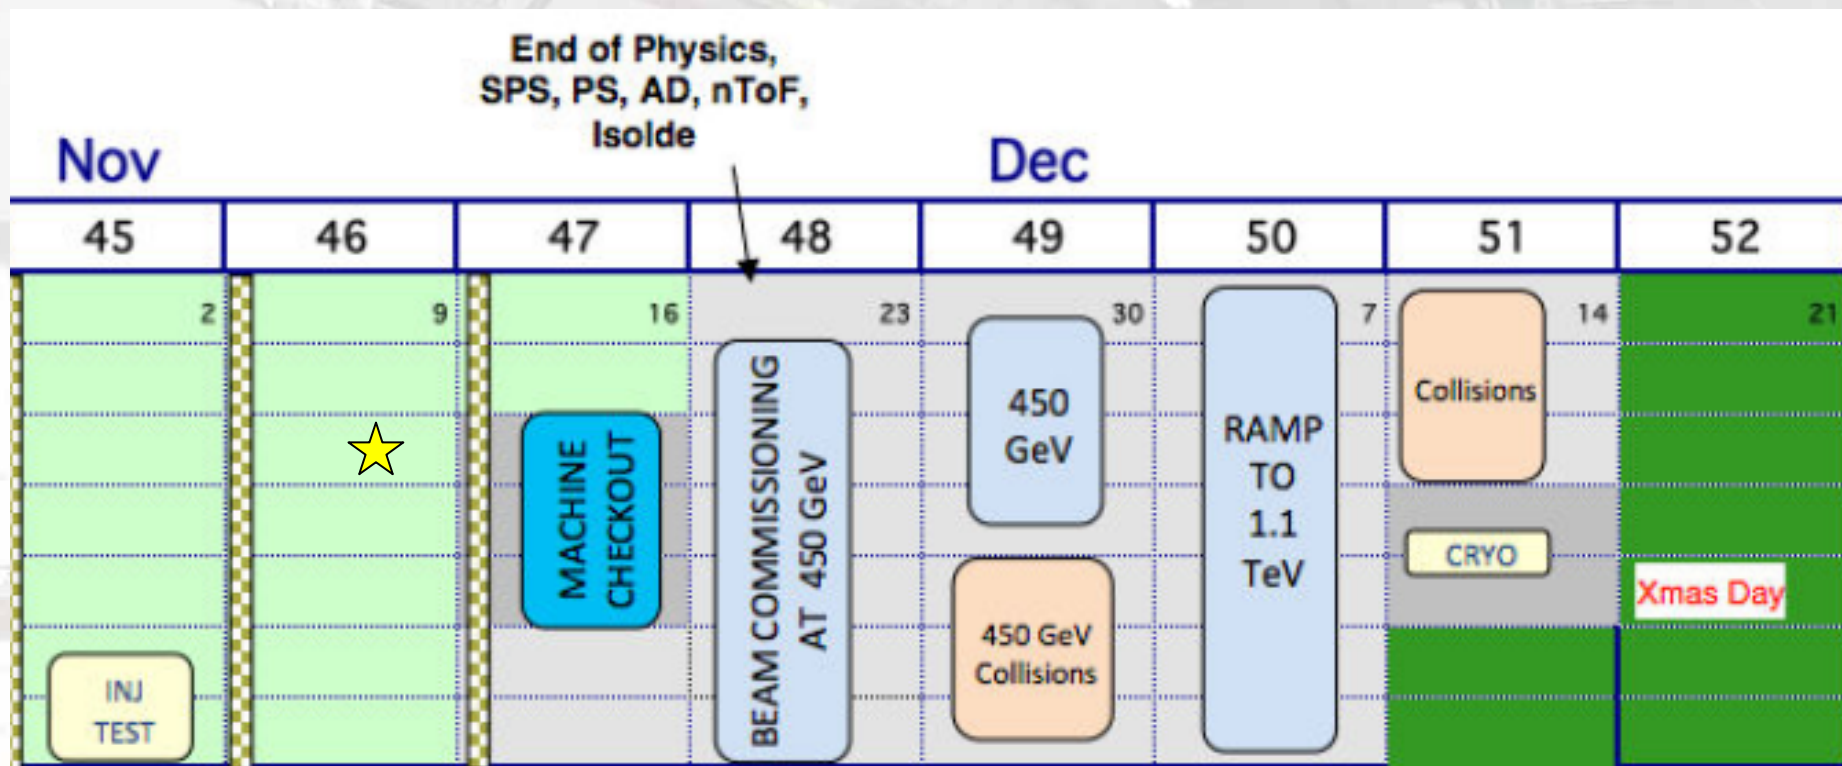 End of Physics,
SPS, PS, AD, nToF,
Isolde
Nov
Dec
45
46
47
48
49
50
51
52
2
9
16
23
30
7
14
21
INJ
TEST
MACHINE
CHECKOUT
BEAM COMMISSIONING
AT 450 GeV
450
GeV
450 GeV
Collisions
RAMP
TO
1.1
TeV
Collisions
CRYO
Xmas Day